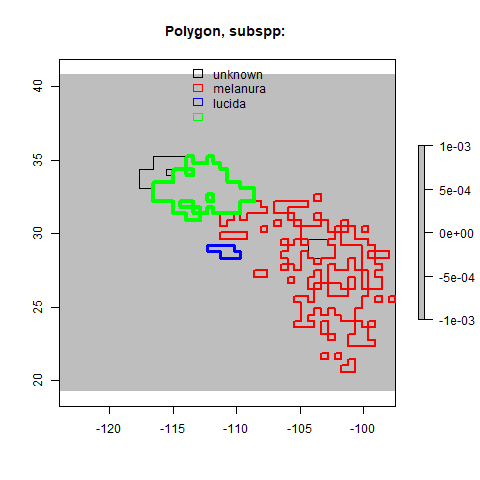 Polygon, subspp:
unknown
melanura
lucida
40
35
30
25
20
-120
-115
-110
-105
-100
1e-03
5e-04
0e+00
-5e-04
-1e-03